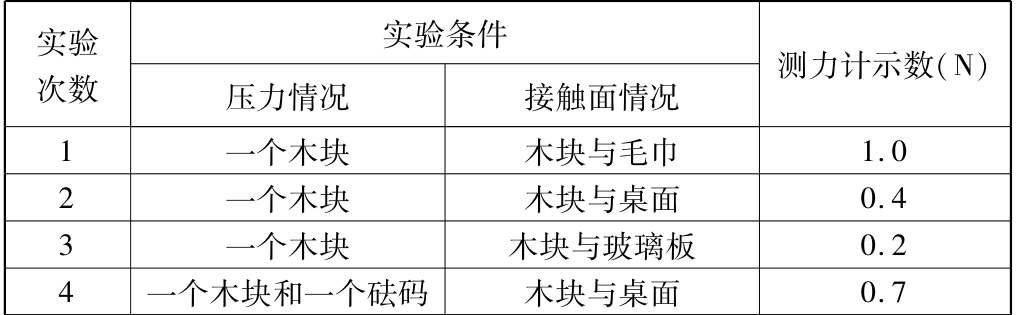 实验次数 实验条件 测力计示数(N)
压力情况 接触面情况
1 一个木块 木块与毛巾 1.0
2 一个木块 木块与桌面 0.4
3 一个木块 木块与玻璃板 0.2
4 一个木块和一个砝码 木块与桌面 0.7